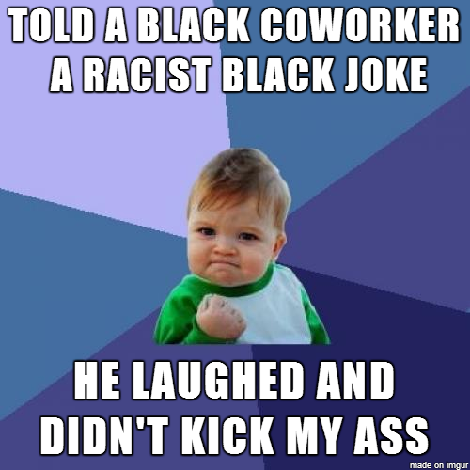 TOLD A BLACK COWORKER
A RACIST BLACK JOKE
HE LAUGHED AND
DIDN'T KICK MY ASS
made on imgur